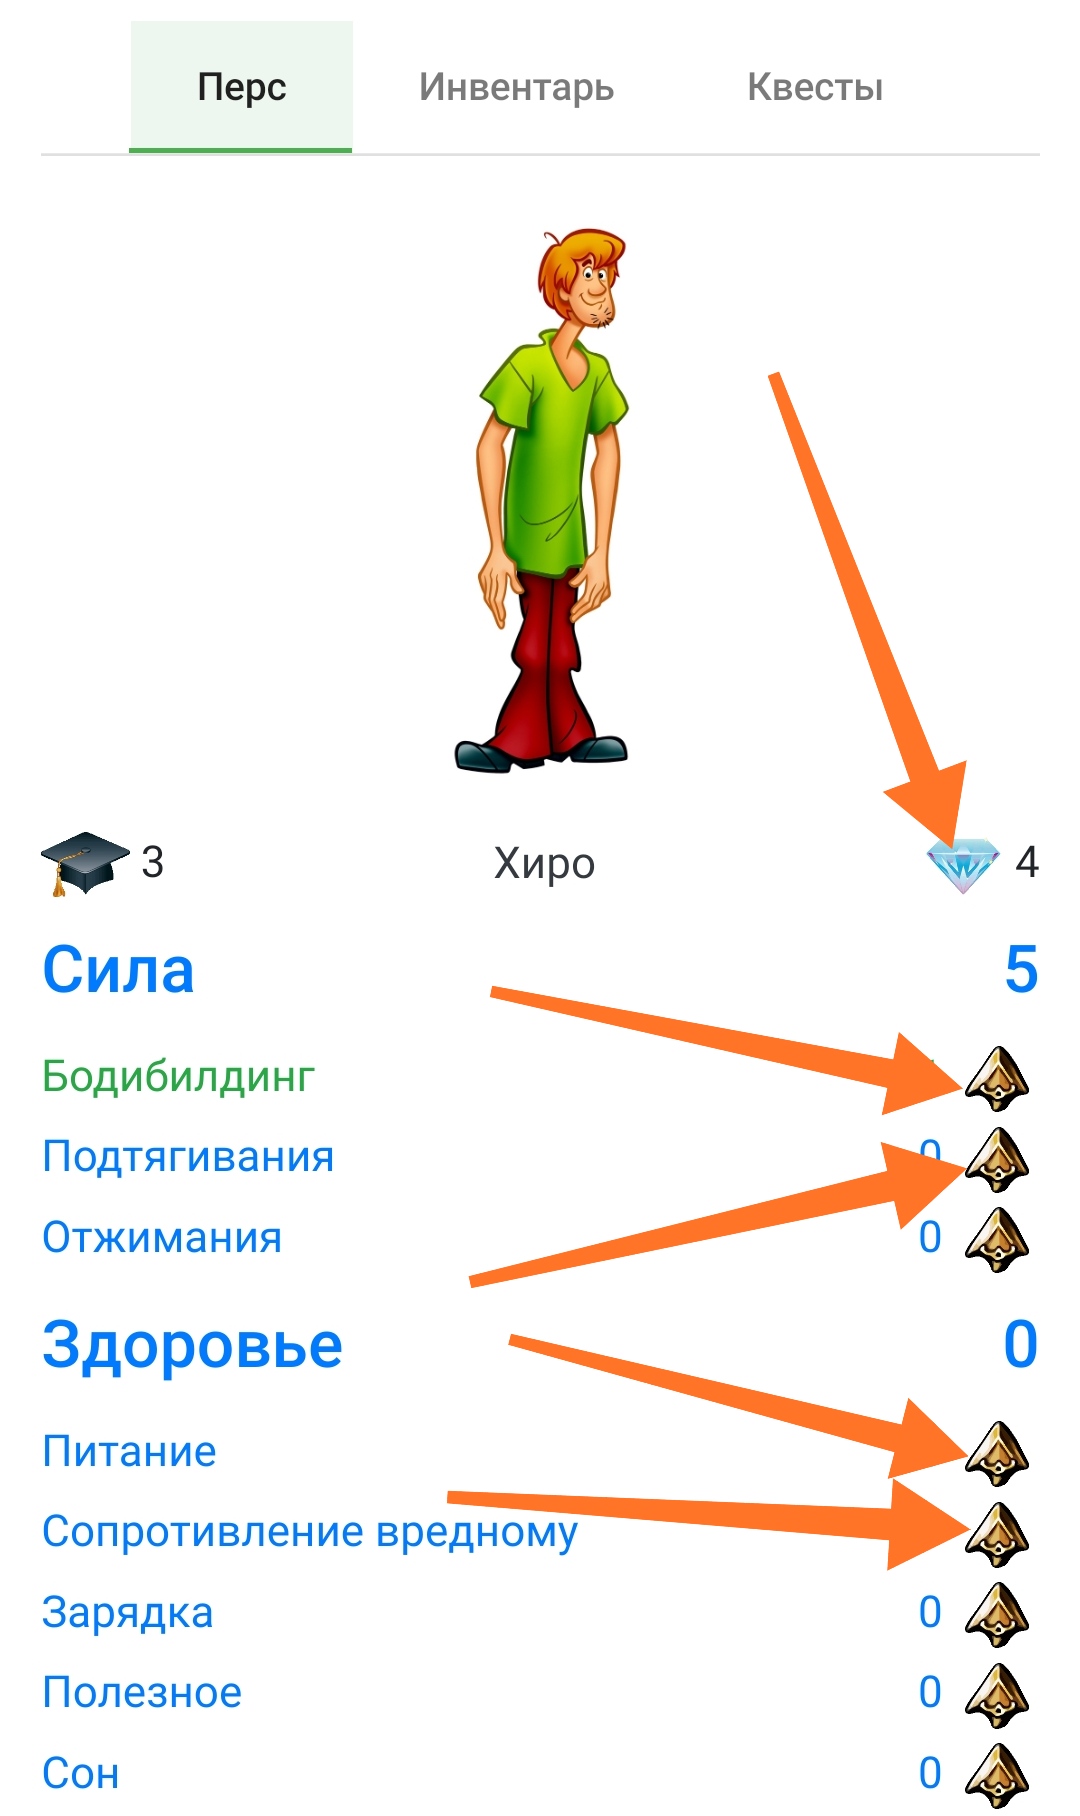 Перс Инвентарь Квесты
3 Хиро 4
Сила 5
Бодибилдинг
Подтягивания 0
Отжимания 0
Здоровье 0
Питание
Сопротивление вредному
Зарядка 0
Полезное 0
Сон 0